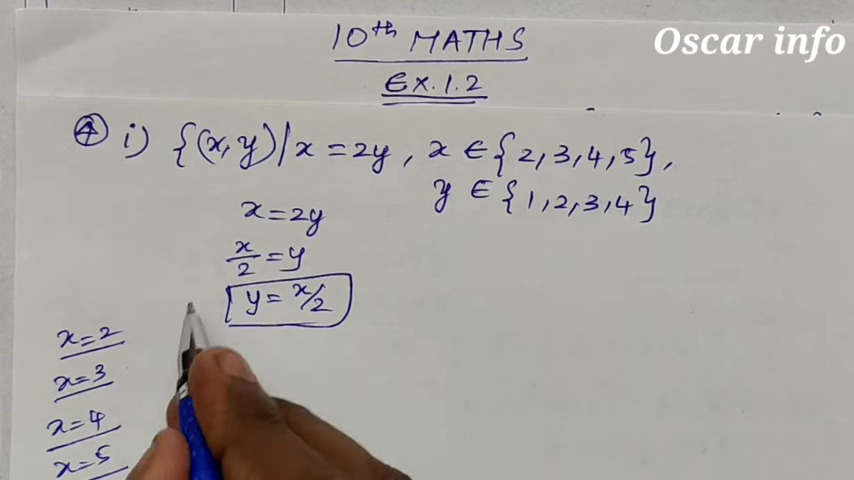 10th MATHS
Oscar info
Ex.1.2
④ i) {(x,y)/x = 2y, x ∈ {2,3,4,5},
y ∈ {1,2,3,4}
x=2y
x/2 = y
y = x/2
x=2
x=3
x=4
x=5